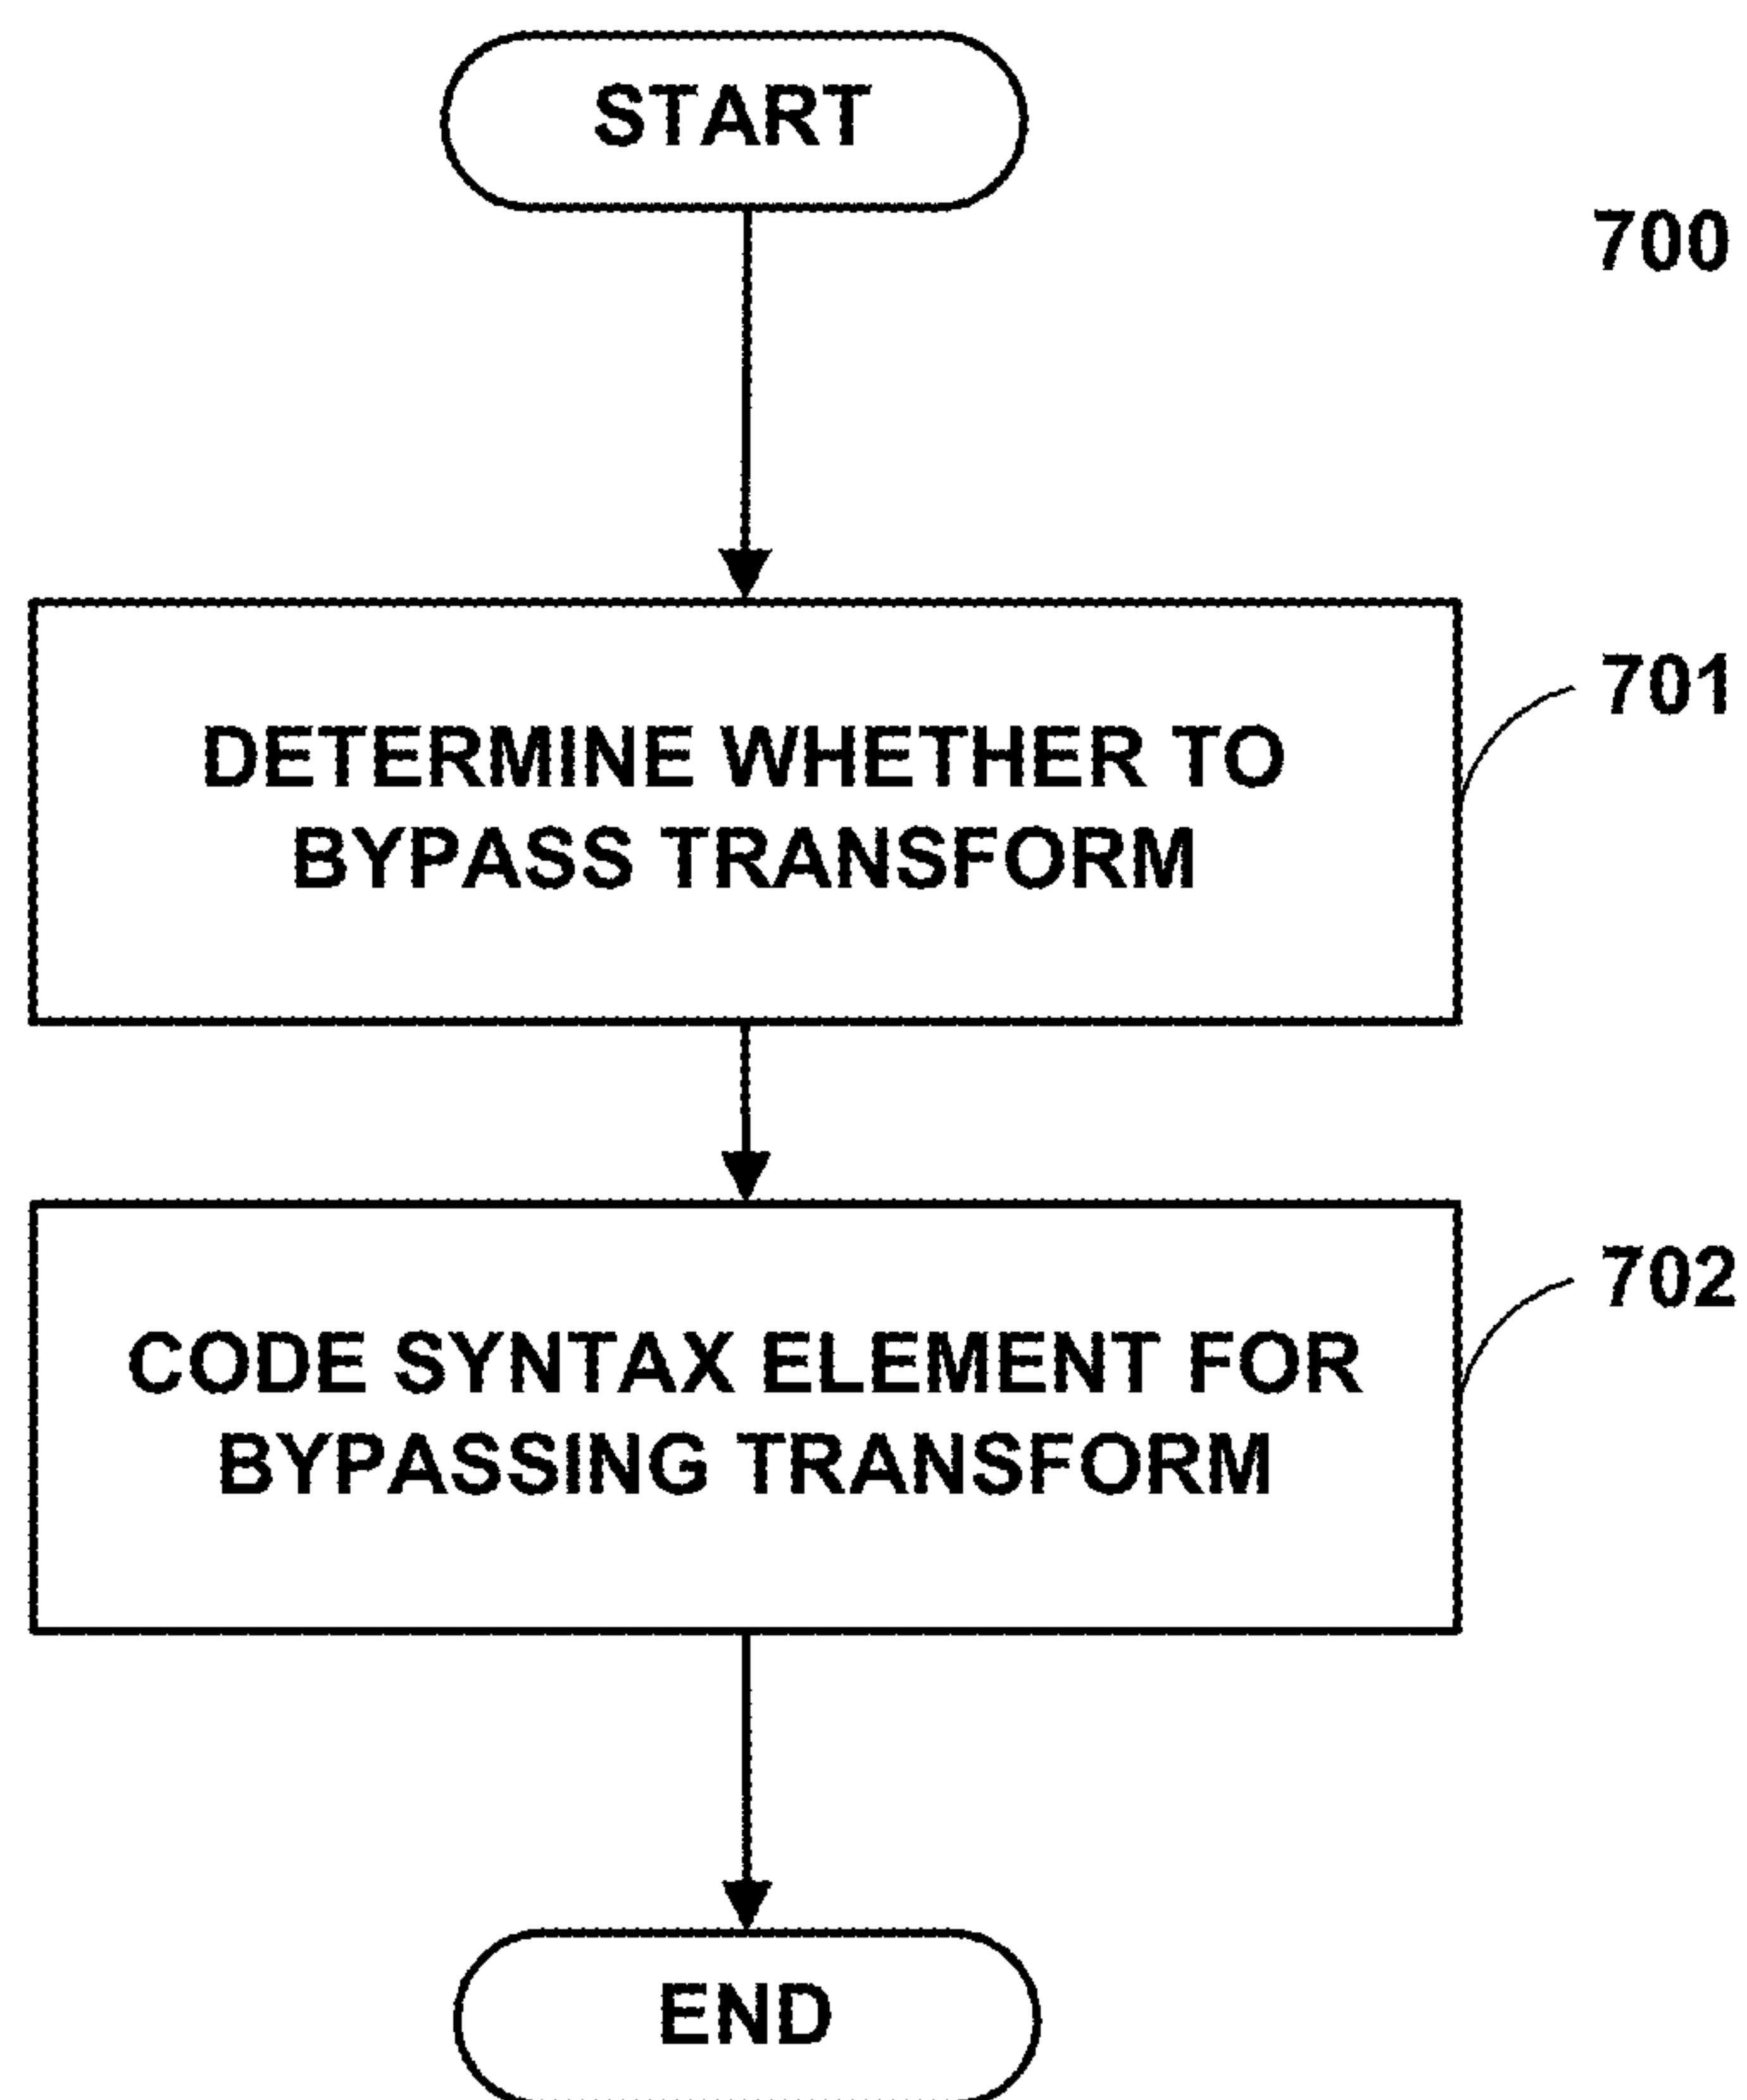 START
700
701
DETERMINE WHETHER TO
BYPASS TRANSFORM
702
CODE SYNTAX ELEMENT FOR
BYPASSING TRANSFORM
END